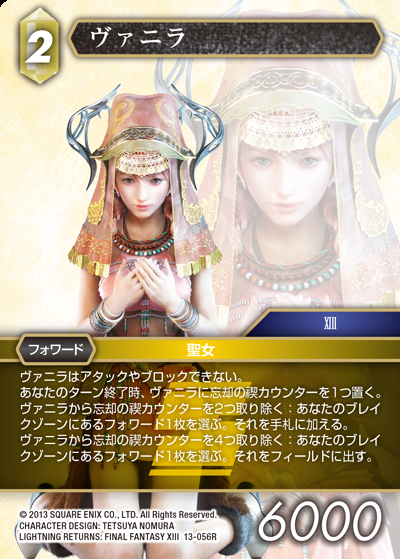 2
ヴァニラ
XIII
フォワード
聖女
ヴァニラはアタックやブロックできない。
あなたのターン終了時、ヴァニラに忘却の禊カウンターを1つ置く。
ヴァニラから忘却の禊カウンターを2つ取り除く：あなたのブレイ
クゾーンにあるフォワード1枚を選ぶ。それを手札に加える。
ヴァニラから忘却の禊カウンターを4つ取り除く：あなたのブレイ
クゾーンにあるフォワード1枚を選ぶ。それをフィールドに出す。
© 2013 SQUARE ENIX CO., LTD. All Rights Reserved.
CHARACTER DESIGN: TETSUYA NOMURA
LIGHTNING RETURNS: FINAL FANTASY XIII 13-056R
6000